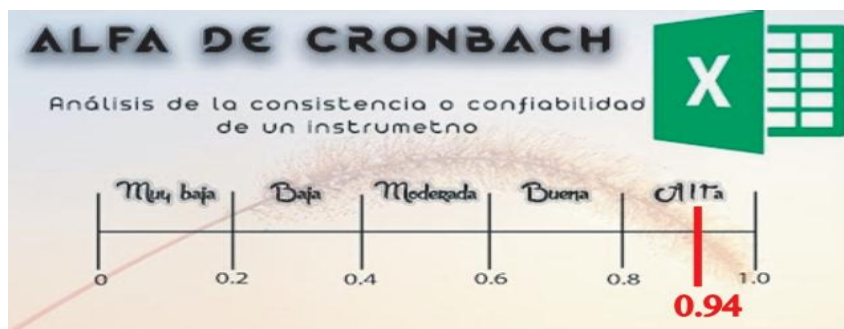 ALFA DE CRONBACH
X
Análisis de la consistencia o confiabilidad
de un instrumetno
Muy baja Baja Moderada Buena Alta
0 0.2 0.4 0.6 0.8 1.0
0.94